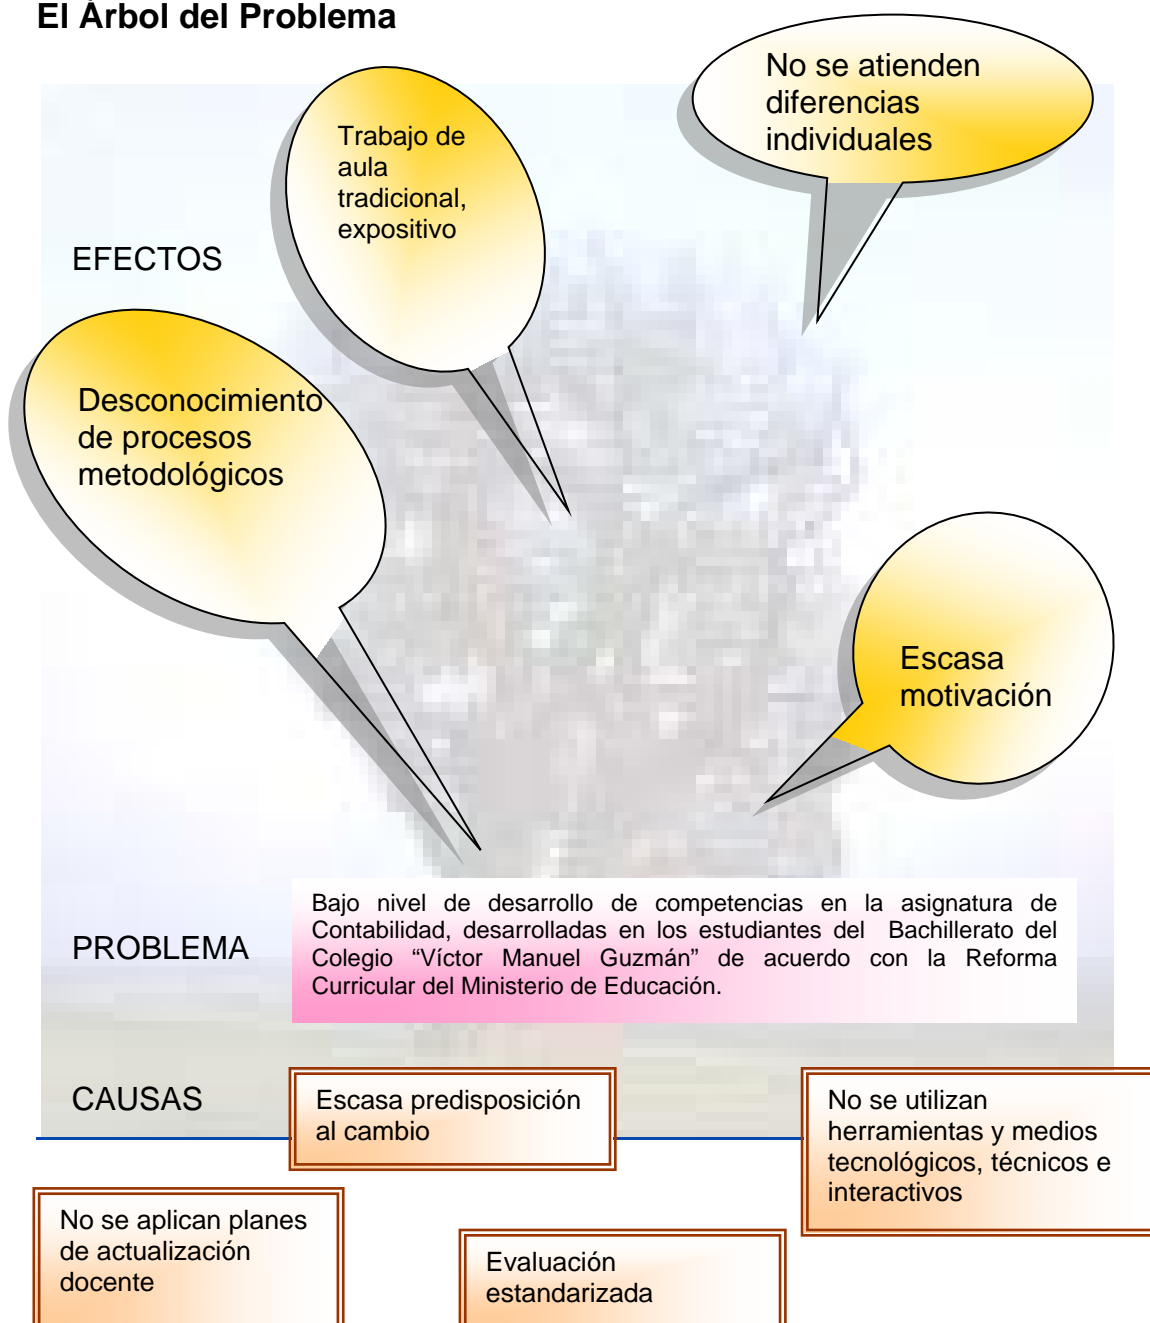 El Árbol del Problema
No se atienden
diferencias
individuales
Trabajo de
aula
tradicional,
expositivo
EFECTOS
Desconocimiento
de procesos
metodológicos
Escasa
motivación
PROBLEMA
Bajo nivel de desarrollo de competencias en la asignatura de
Contabilidad, desarrolladas en los estudiantes del Bachillerato del
Colegio “Víctor Manuel Guzmán” de acuerdo con la Reforma
Curricular del Ministerio de Educación.
CAUSAS
Escasa predisposición
al cambio
No se utilizan
herramientas y medios
tecnológicos, técnicos e
interactivos
No se aplican planes
de actualización
docente
Evaluación
estandarizada